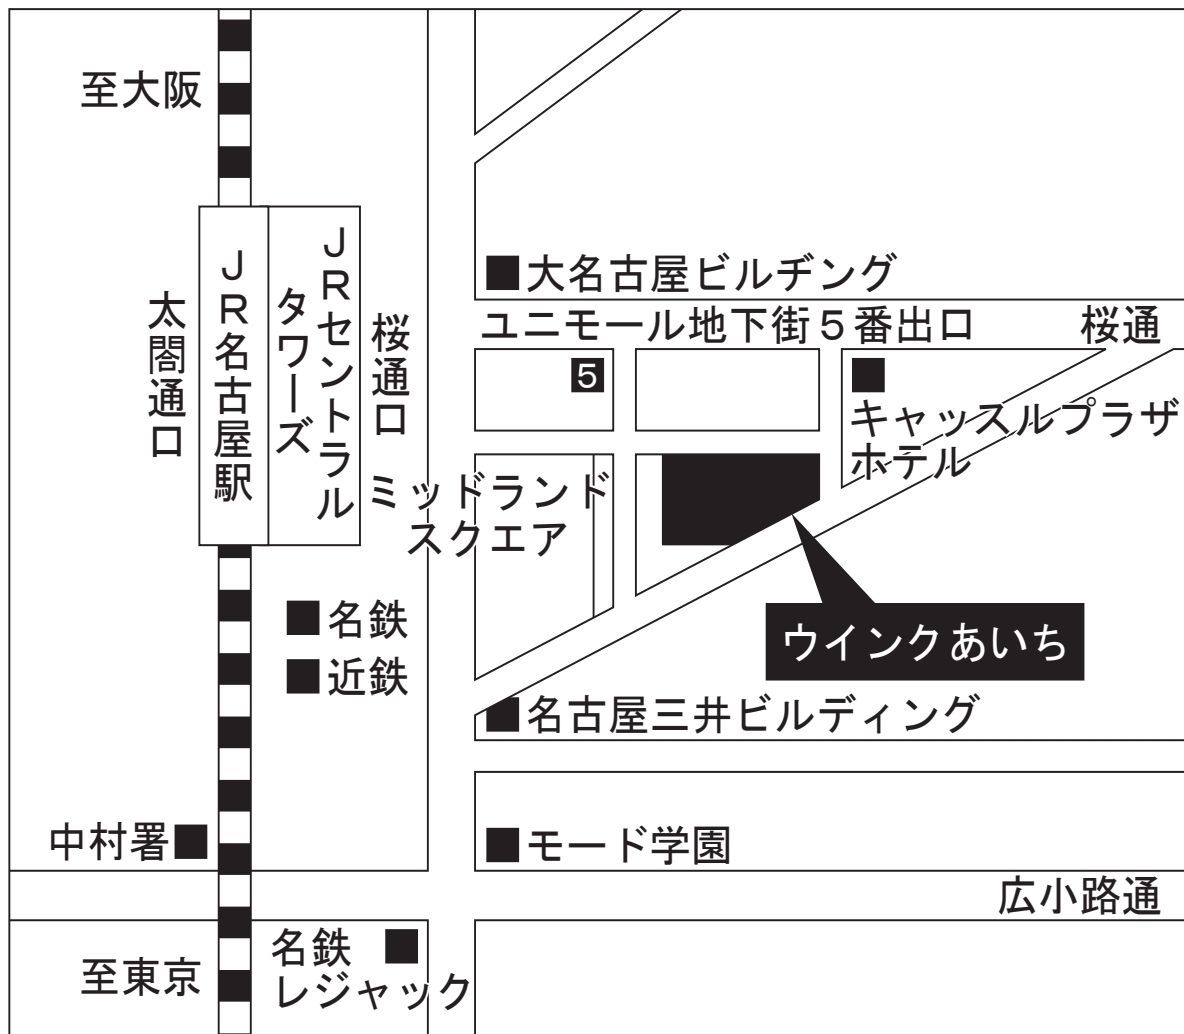 至大阪
JR名古屋駅
JRセントラル
タワーズ
太閤通口
桜通口
■大名古屋ビルヂング
ユニモール地下街5番出口
桜通
5
■
キャッスルプラザ
ホテル
ミッドランド
スクエア
ウインクあいち
■名鉄
■近鉄
■名古屋三井ビルディング
中村署■
■モード学園
広小路通
至東京
名鉄 ■
レジャック